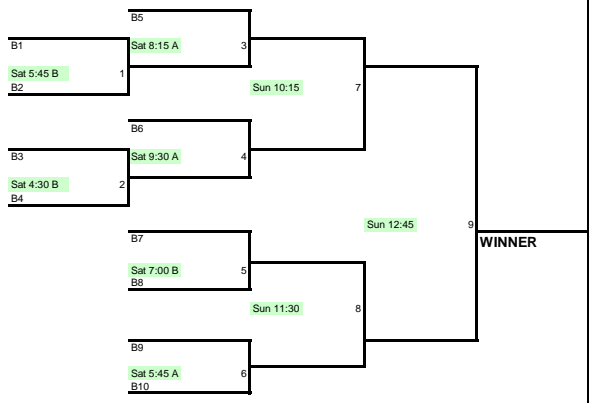 B5
B1
Sat 8:15 A 3
Sat 5:45 B 1
B2
Sun 10:15 7
B6
B3
Sat 9:30 A 4
Sat 4:30 B 2
B4
Sun 12:45 9
B7
WINNER
Sat 7:00 B 5
B8
Sun 11:30 8
B9
Sat 5:45 A 6
B10